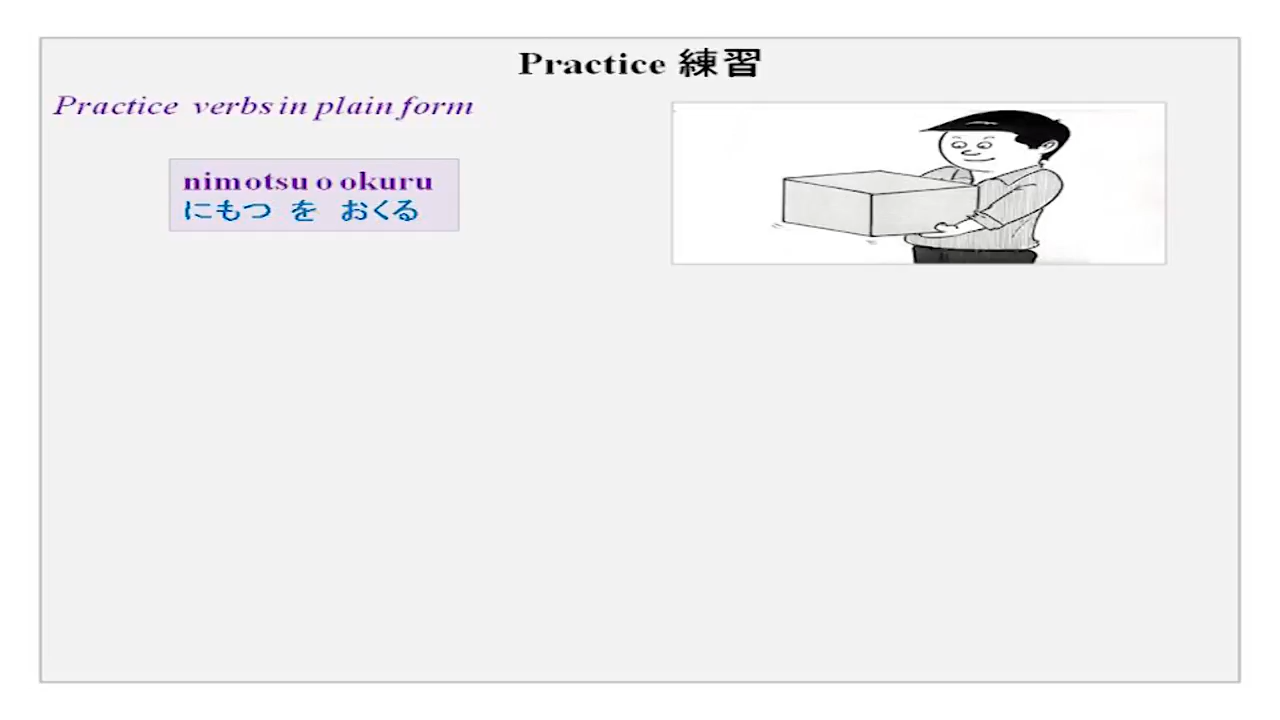 Practice 練習
Practice verbs in plain form
nimotsu o okuru
にもつ を おくる